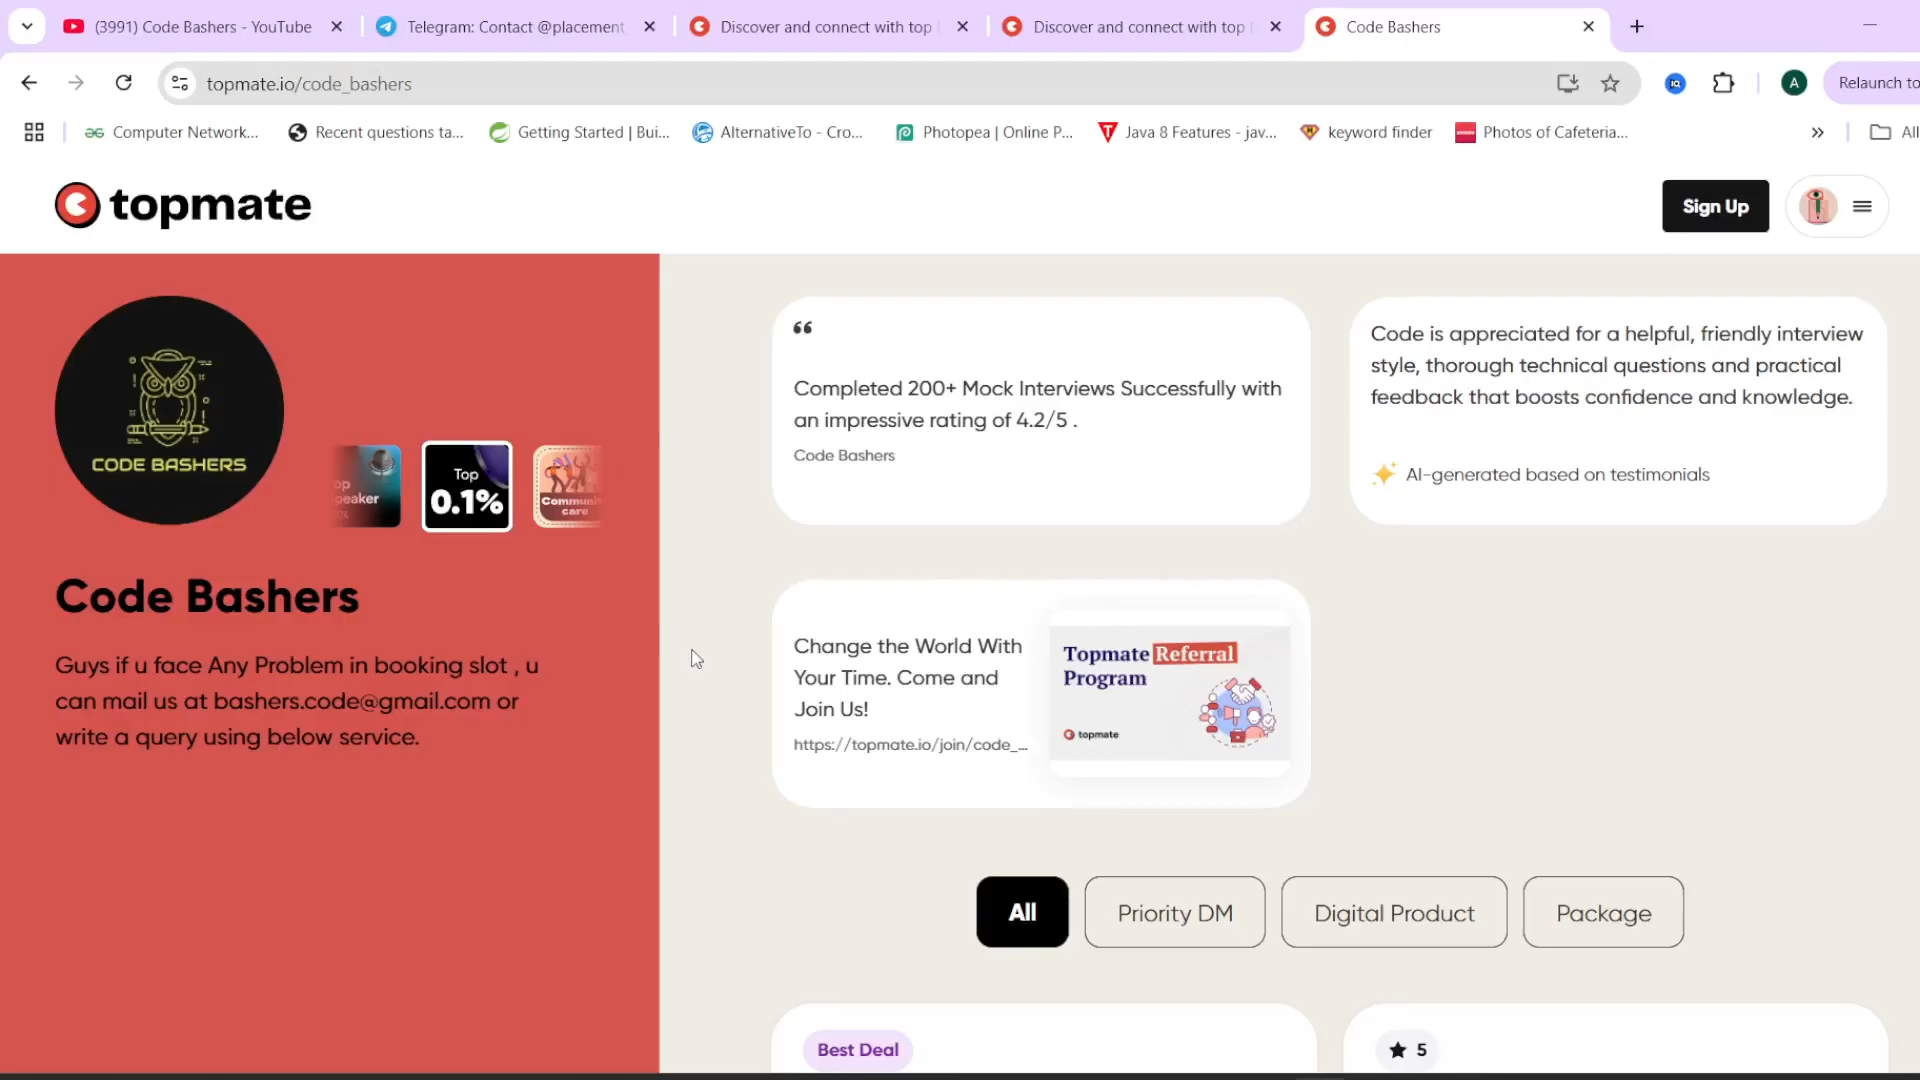 (3991) Code Bashers - YouTube
Telegram: Contact @placement
Discover and connect with top
Discover and connect with top
Code Bashers
topmate.io/code_bashers
A
Relaunch to
Computer Network...
Recent questions ta...
Getting Started | Bui...
AlternativeTo - Cro...
Photopea | Online P...
Java 8 Features - jav...
keyword finder
Photos of Cafeteria...
»
All
topmate
Sign Up
CODE BASHERS
Top
0.1%
Community
care
Code Bashers
Guys if u face Any Problem in booking slot , u
can mail us at bashers.code@gmail.com or
write a query using below service.
“
Completed 200+ Mock Interviews Successfully with
an impressive rating of 4.2/5 .
Code Bashers
Code is appreciated for a helpful, friendly interview
style, thorough technical questions and practical
feedback that boosts confidence and knowledge.
AI-generated based on testimonials
Change the World With
Your Time. Come and
Join Us!
https://topmate.io/join/code_...
Topmate Referral
Program
topmate
All
Priority DM
Digital Product
Package
Best Deal
5